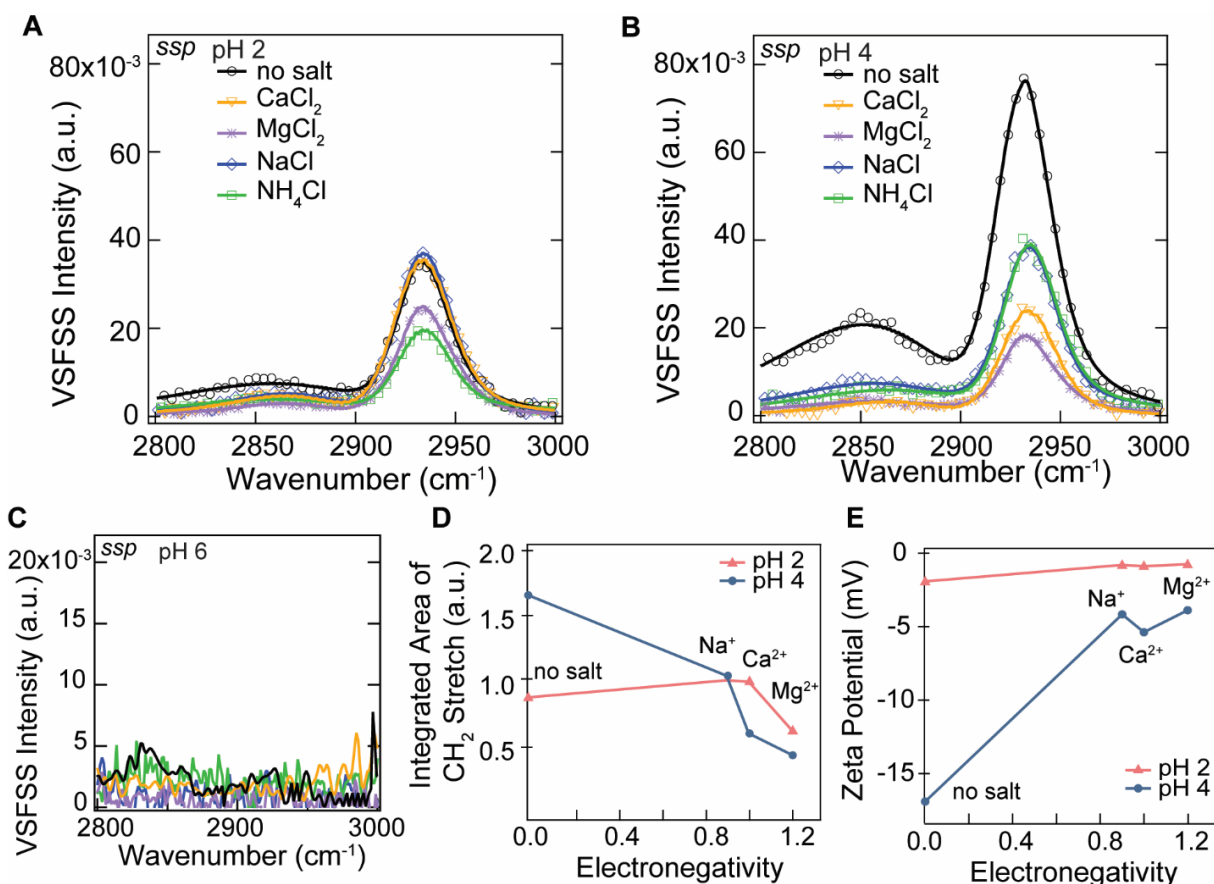 A
ssp pH 2
80x10-3
no salt
CaCl2
MgCl2
NaCl
NH4Cl
60
40
20
0
VSFSS Intensity (a.u.)
2800 2850 2900 2950 3000
Wavenumber (cm-1)
B
ssp pH 4
80x10-3
no salt
CaCl2
MgCl2
NaCl
NH4Cl
60
40
20
0
VSFSS Intensity (a.u.)
2800 2850 2900 2950 3000
Wavenumber (cm-1)
C
ssp pH 6
20x10-3
15
10
5
0
VSFSS Intensity (a.u.)
2800 2900 3000
Wavenumber (cm-1)
D
2.0
1.5
1.0
0.5
0.0
Integrated Area of
CH2 Stretch (a.u.)
pH 2
pH 4
no salt
Na+
Ca2+
Mg2+
0.0 0.4 0.8 1.2
Electronegativity
E
0
-5
-10
-15
Zeta Potential (mV)
Na+
Mg2+
Ca2+
no salt
pH 2
pH 4
0.0 0.4 0.8 1.2
Electronegativity